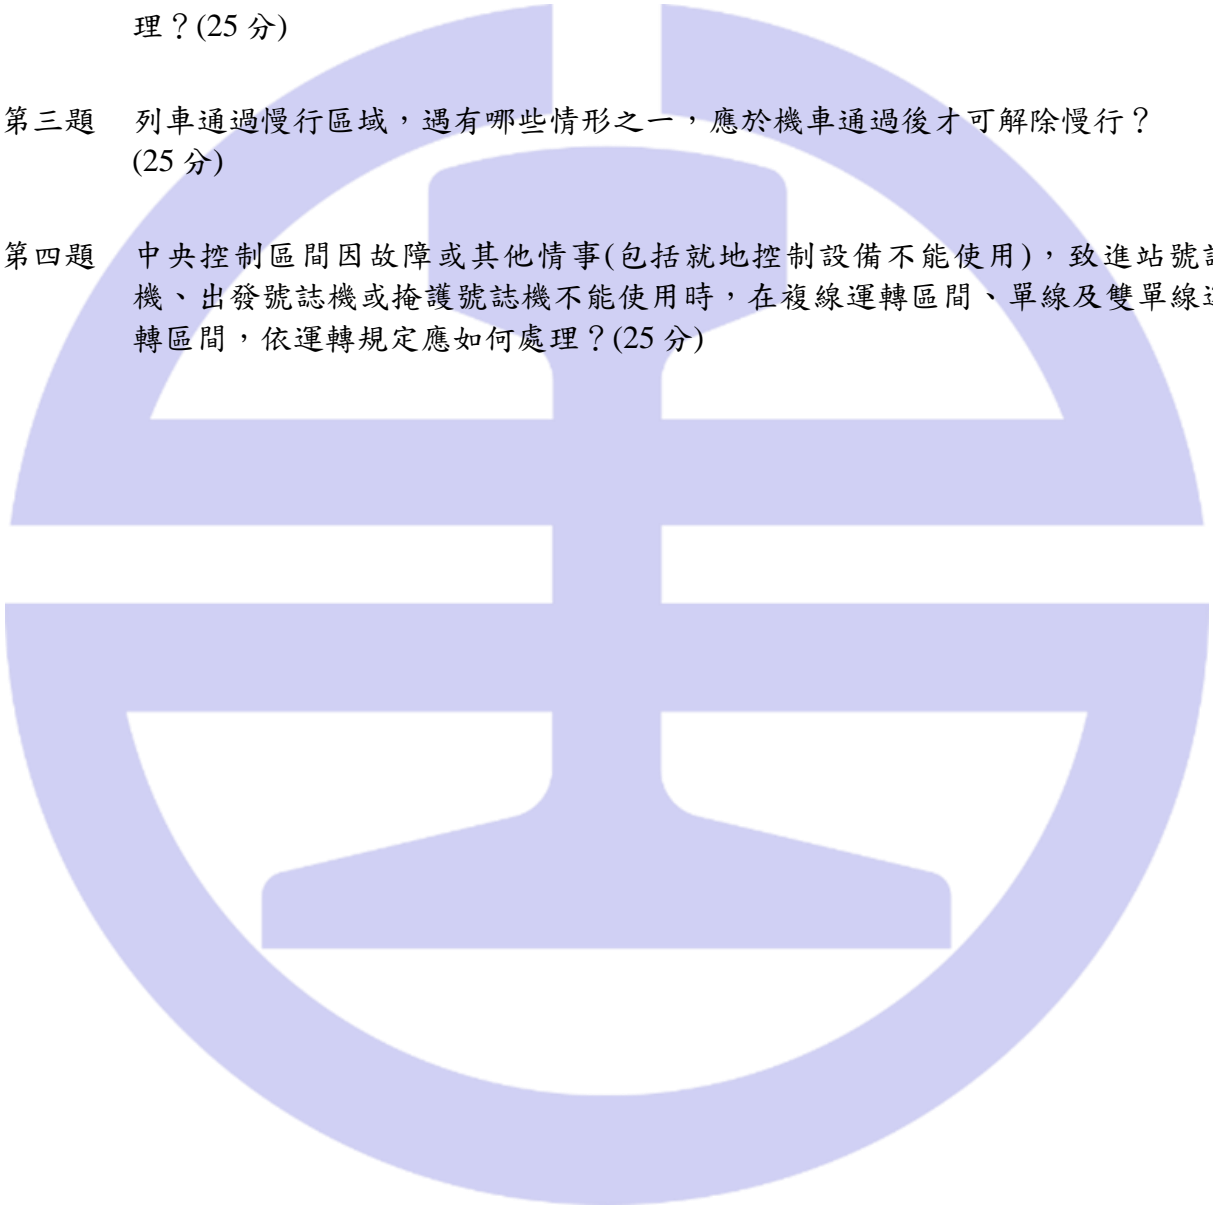 理？(25 分)
第三題 列車通過慢行區域，遇有哪些情形之一，應於機車通過後才可解除慢行？
(25 分)
第四題 中央控制區間因故障或其他情事(包括就地控制設備不能使用)，致進站號誌
機、出發號誌機或掩護號誌機不能使用時，在複線運轉區間、單線及雙單線運
轉區間，依運轉規定應如何處理？(25 分)